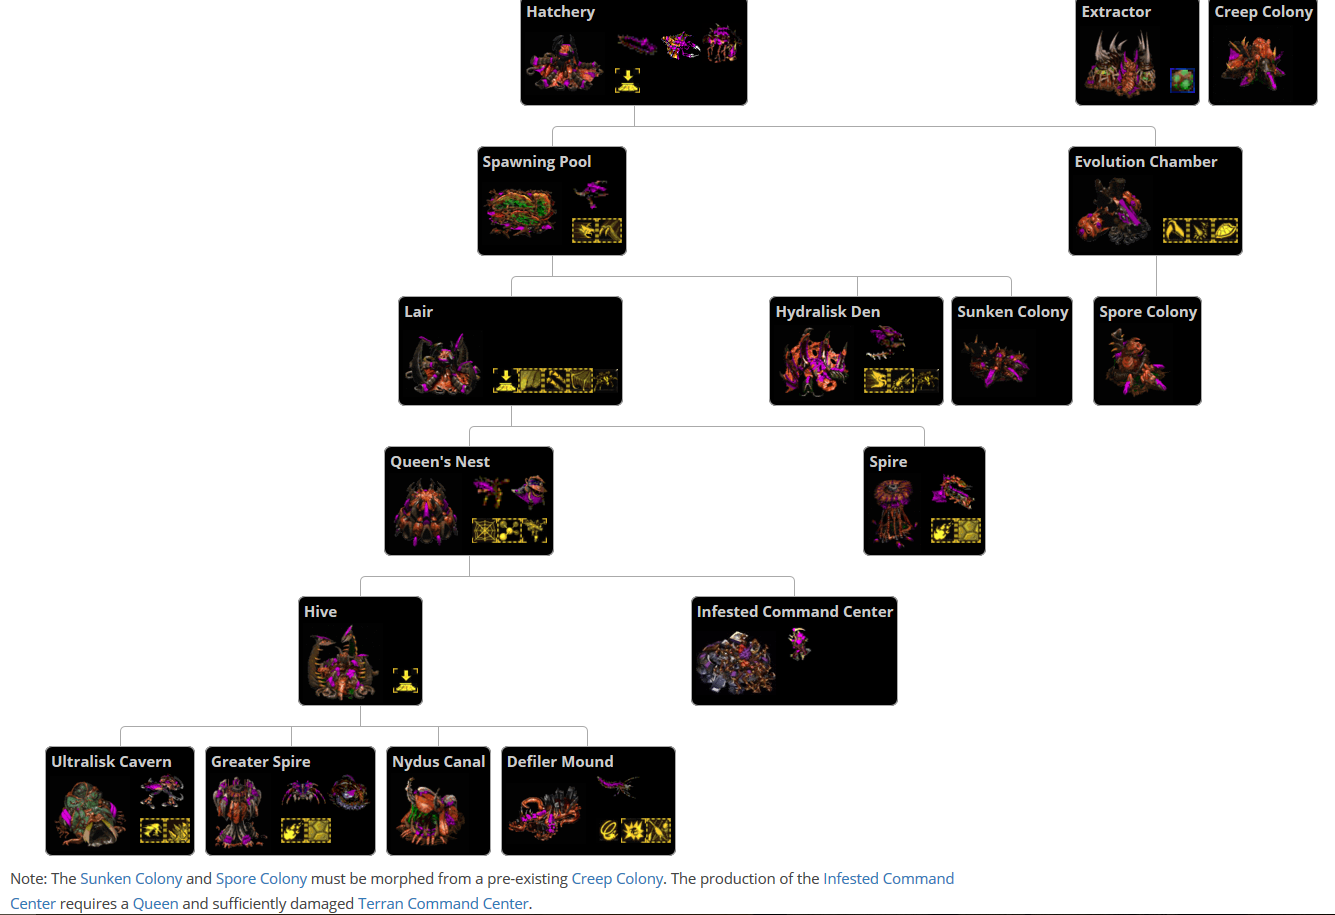 Hatchery
Extractor
Creep Colony
Spawning Pool
Evolution Chamber
Lair
Hydralisk Den
Sunken Colony
Spore Colony
Queen's Nest
Spire
Hive
Infested Command Center
Ultralisk Cavern
Greater Spire
Nydus Canal
Defiler Mound
Note: The Sunken Colony and Spore Colony must be morphed from a pre-existing Creep Colony. The production of the Infested Command
Center requires a Queen and sufficiently damaged Terran Command Center.